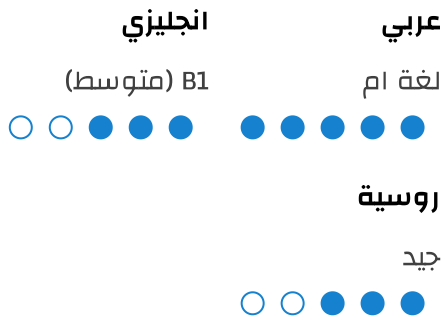 عربي
لغة ام
انجليزي
B1 (متوسط)
روسية
جيد